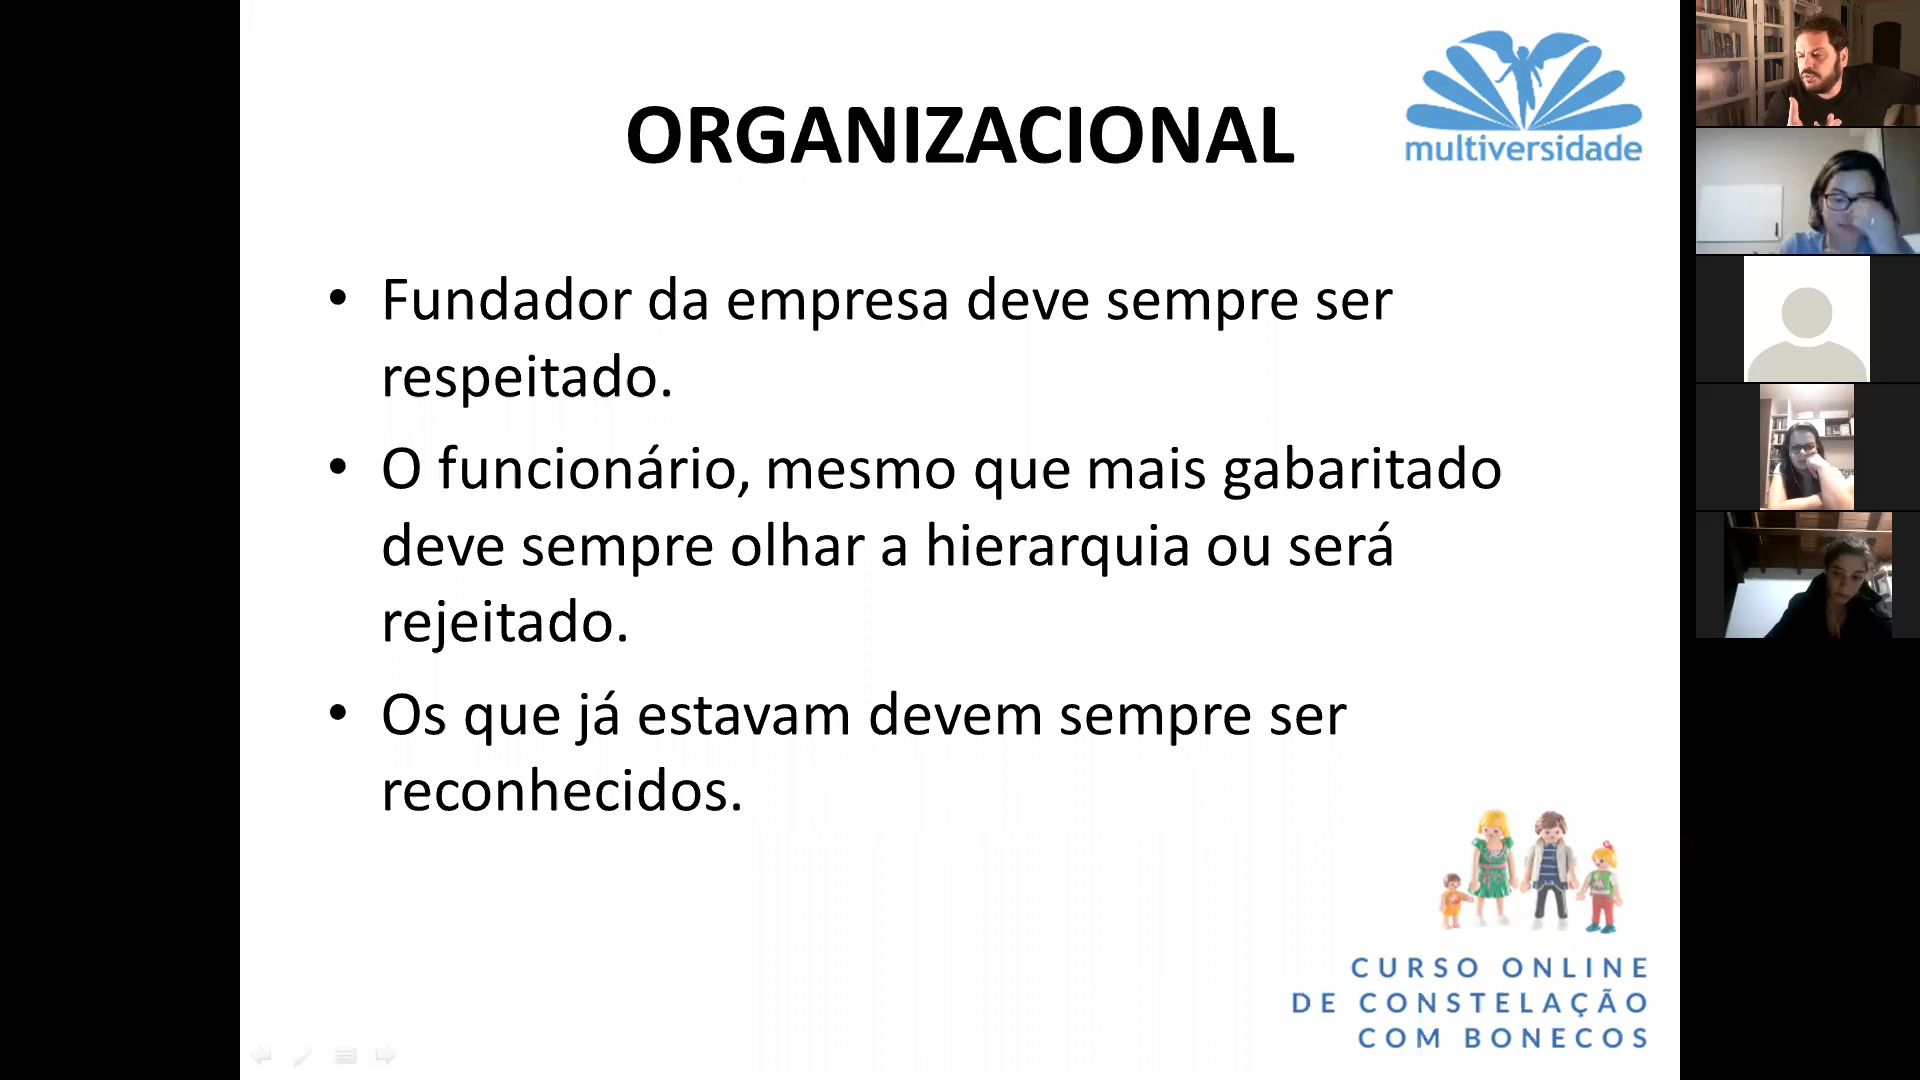 multiversidade
ORGANIZACIONAL
• Fundador da empresa deve sempre ser
respeitado.
• O funcionário, mesmo que mais gabaritado
deve sempre olhar a hierarquia ou será
rejeitado.
• Os que já estavam devem sempre ser
reconhecidos.
CURSO ONLINE
DE CONSTELAÇÃO
COM BONECOS